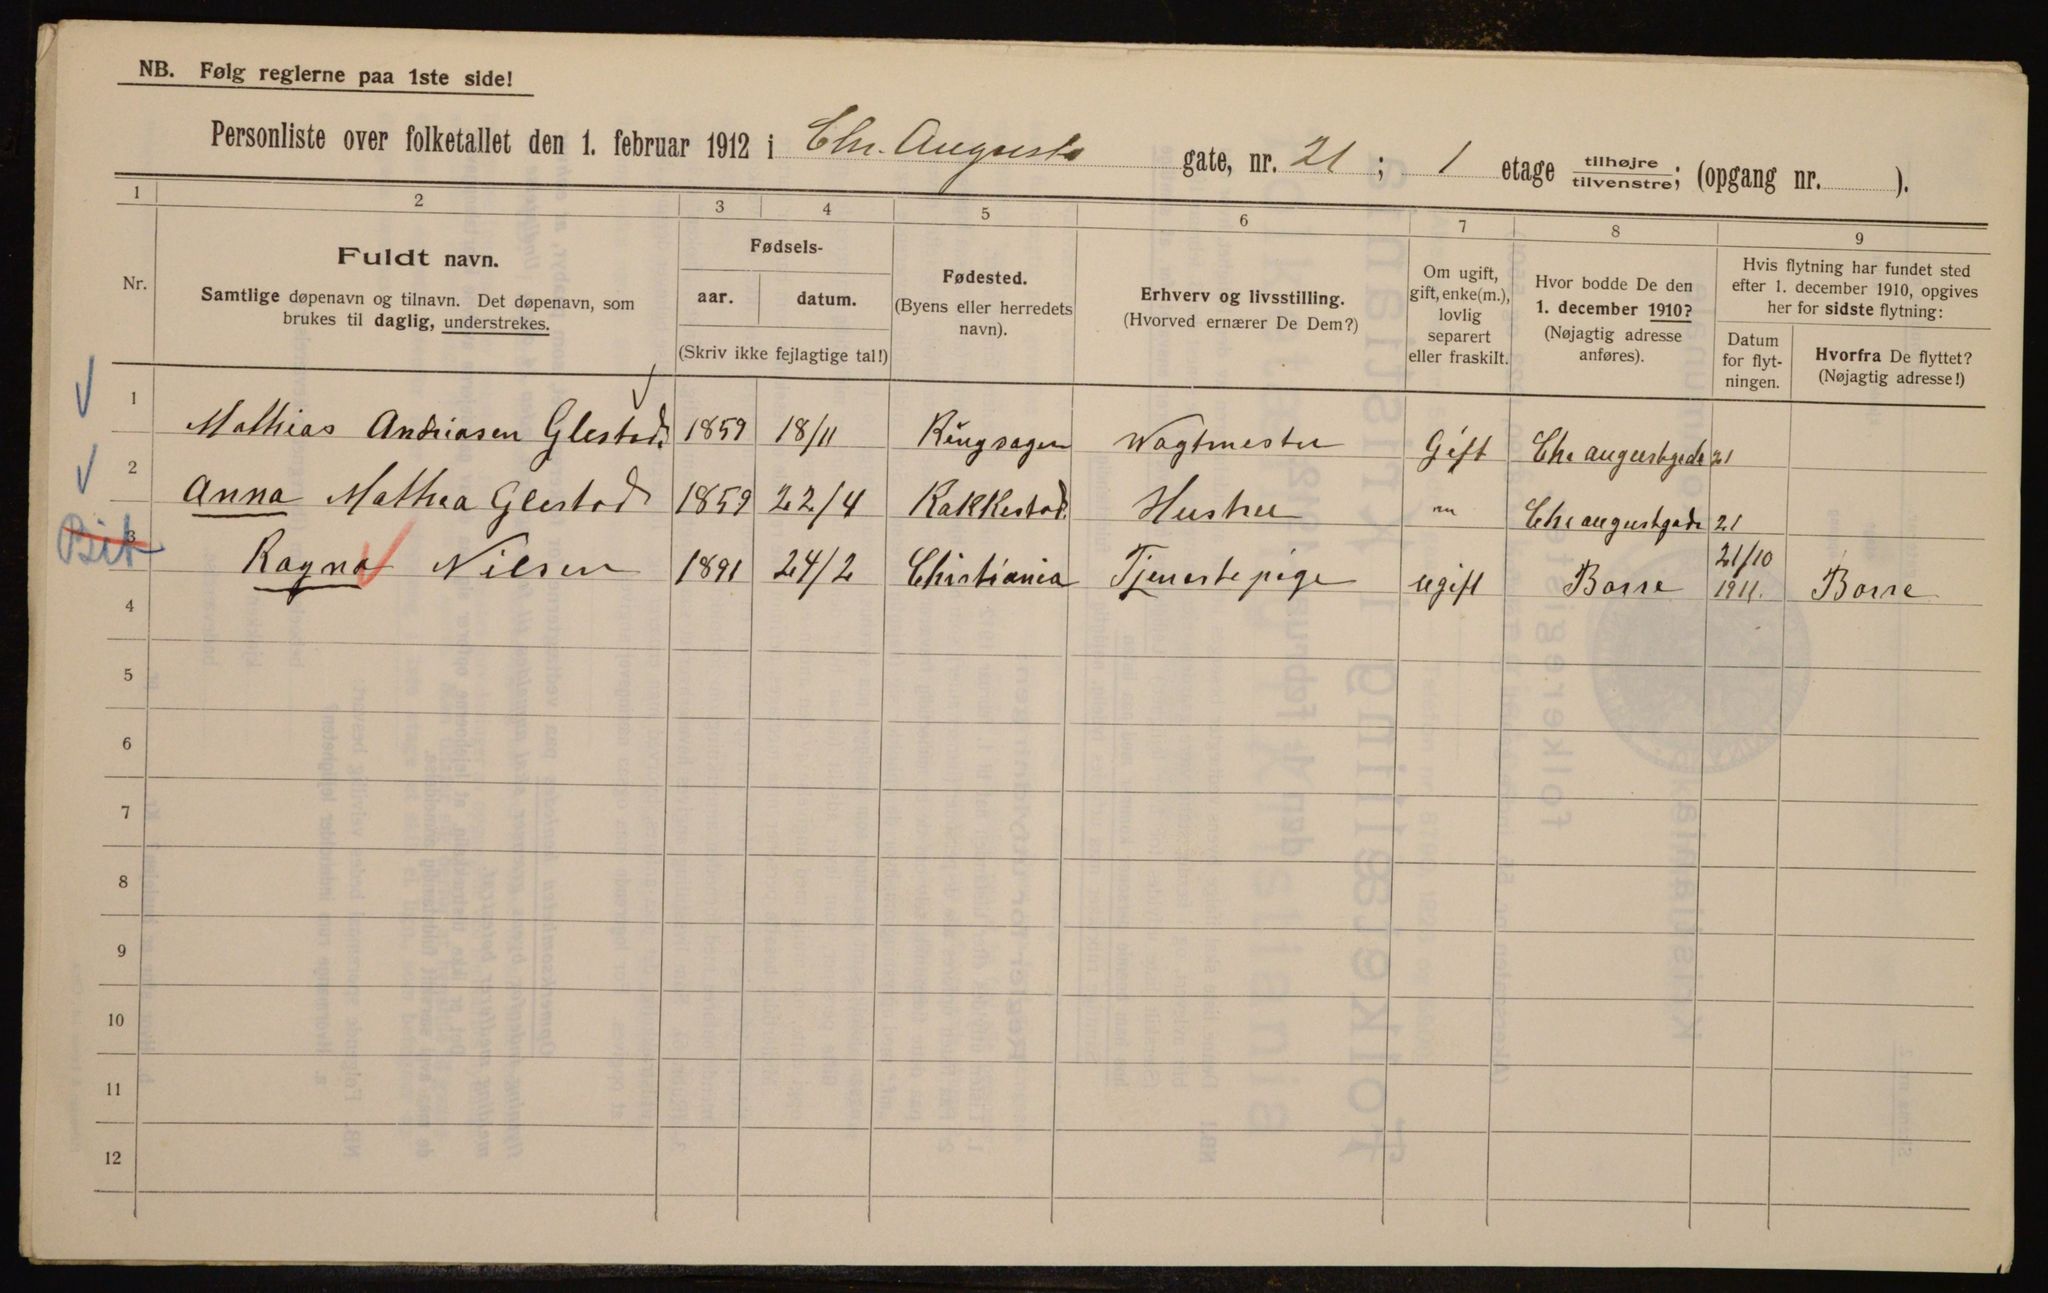 NB. Følg reglerne paa 1ste side!
Personliste over folketallet den 1. februar 1912 i Chr. Augusts gate, nr. 21; 1 etage tilhøjre/tilvenstre; (opgang nr. ).
1 2 3 4 5 6 7 8 9
Nr.
Fuldt navn.
Samtlige døpenavn og tilnavn. Det døpenavn, som
brukes til daglig, understrekes.
Fødsels-
aar. datum.
(Skriv ikke fejlagtige tal!)
Fødested.
(Byens eller herredets
navn).
Erhverv og livsstilling.
(Hvorved ernærer De Dem?)
Om ugift,
gift, enke(m.),
lovlig
separert
eller fraskilt.
Hvor bodde De den
1. december 1910?
(Nøjagtig adresse
anføres).
Hvis flytning har fundet sted
efter 1. december 1910, opgives
her for sidste flytning:
Datum
for flyt-
ningen.
Hvorfra De flyttet?
(Nøjagtig adresse!)
1 Mathias Andriasen Glestad 1859 18/11 Ringsager Vagtmester Gift Chr augustgade 21
2 Anna Mathea Glestad 1859 22/4 Rakkestad Hustru " Chr augustgade 21
Bit 3 Ragna Nilsen 1891 24/2 Christiania Tjenestepige ugift Borre 21/10 1911. Borre
4
5
6
7
8
9
10
11
12